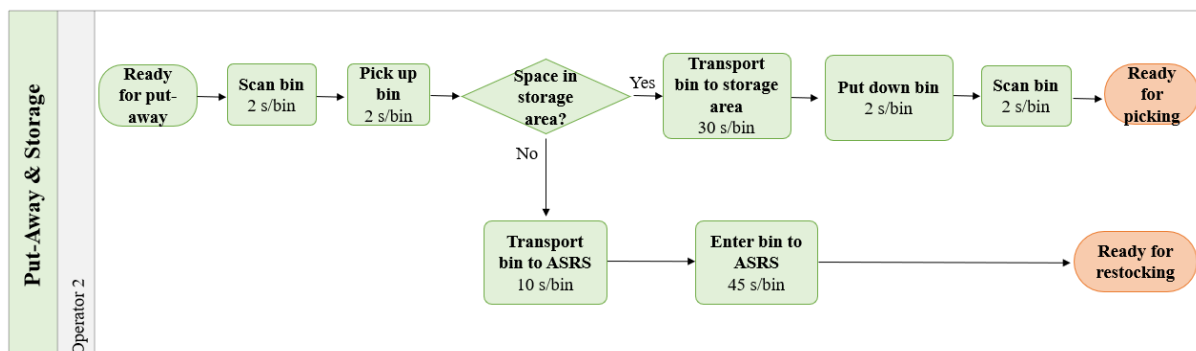 Put-Away & Storage
Operator 2
Ready
for put-
away
Scan bin
2 s/bin
Pick up
bin
2 s/bin
Space in
storage
area?
Yes
Transport
bin to storage
area
30 s/bin
Put down bin
2 s/bin
Scan bin
2 s/bin
Ready
for
picking
No
Transport
bin to ASRS
10 s/bin
Enter bin to
ASRS
45 s/bin
Ready for
restocking